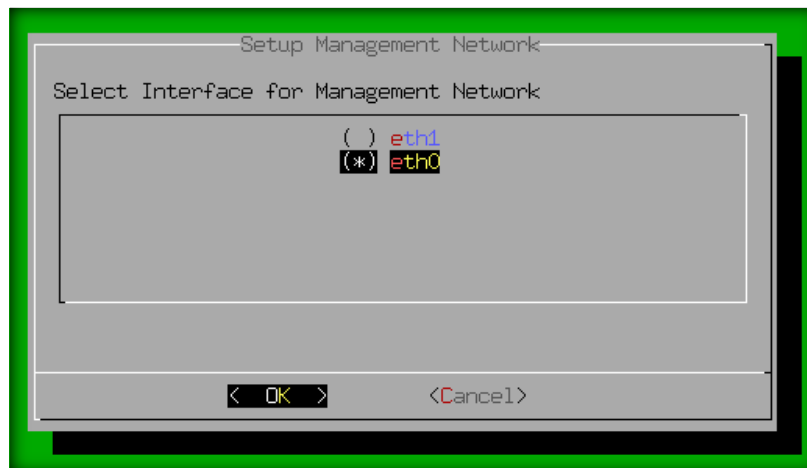 Setup Management Network
Select Interface for Management Network
( ) eth1
(*) eth0
< OK > <Cancel>